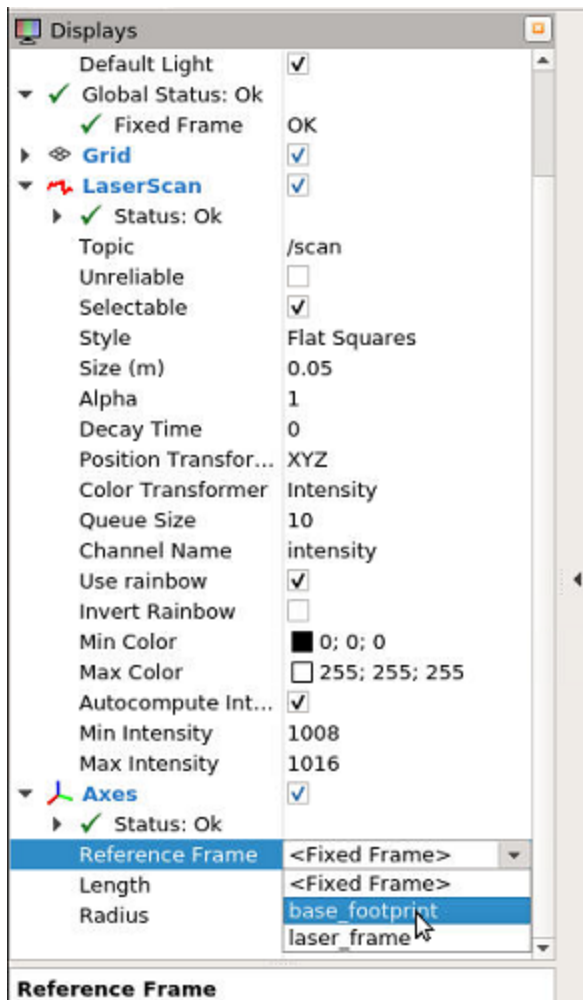 Displays
Default Light
Global Status: Ok
Fixed Frame OK
Grid
LaserScan
Status: Ok
Topic /scan
Unreliable
Selectable
Style Flat Squares
Size (m) 0.05
Alpha 1
Decay Time 0
Position Transfor... XYZ
Color Transformer Intensity
Queue Size 10
Channel Name intensity
Use rainbow
Invert Rainbow
Min Color 0; 0; 0
Max Color 255; 255; 255
Autocompute Int...
Min Intensity 1008
Max Intensity 1016
Axes
Status: Ok
Reference Frame <Fixed Frame>
Length <Fixed Frame>
Radius base_footprint
laser_frame
Reference Frame